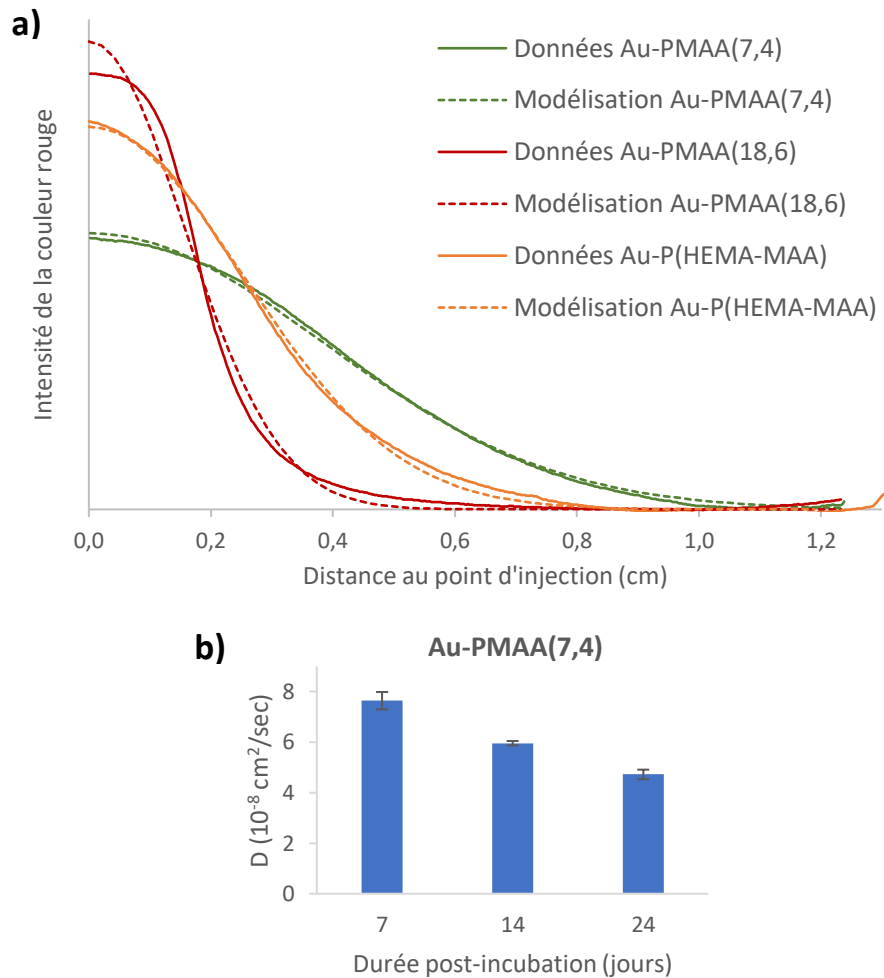 a)
Intensité de la couleur rouge
Données Au-PMAA(7,4)
Modélisation Au-PMAA(7,4)
Données Au-PMAA(18,6)
Modélisation Au-PMAA(18,6)
Données Au-P(HEMA-MAA)
Modélisation Au-P(HEMA-MAA)
0,0 0,2 0,4 0,6 0,8 1,0 1,2
Distance au point d'injection (cm)
b) Au-PMAA(7,4)
D (10⁻⁸ cm²/sec)
8
6
4
2
0
7 14 24
Durée post-incubation (jours)